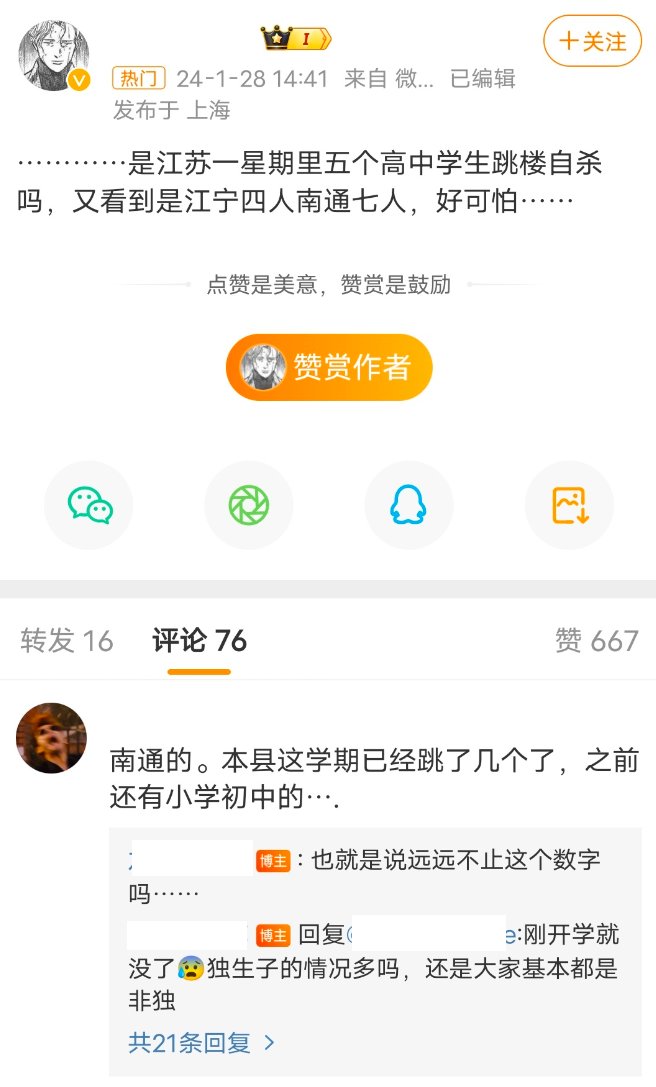 I
+关注
热门 24-1-28 14:41 来自 微... 已编辑
发布于 上海
…………是江苏一星期里五个高中学生跳楼自杀
吗，又看到是江宁四人南通七人，好可怕……
点赞是美意，赞赏是鼓励
赞赏作者
转发 16 评论 76 赞 667
南通的。本县这学期已经跳了几个了，之前
还有小学初中的….
博主：也就是说远远不止这个数字
吗……
博主 回复@ e:刚开学就
没了😰独生子的情况多吗，还是大家基本都是
非独
共21条回复 >